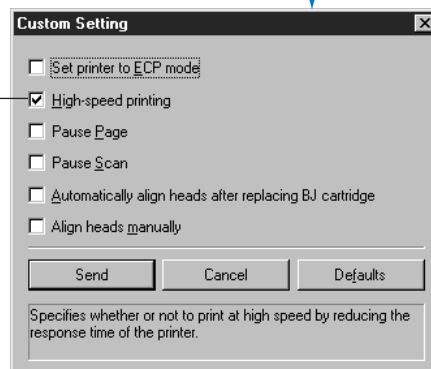 Custom Setting
Set printer to ECP mode
High-speed printing
Pause Page
Pause Scan
Automatically align heads after replacing BJ cartridge
Align heads manually
Send Cancel Defaults
Specifies whether or not to print at high speed by reducing the
response time of the printer.